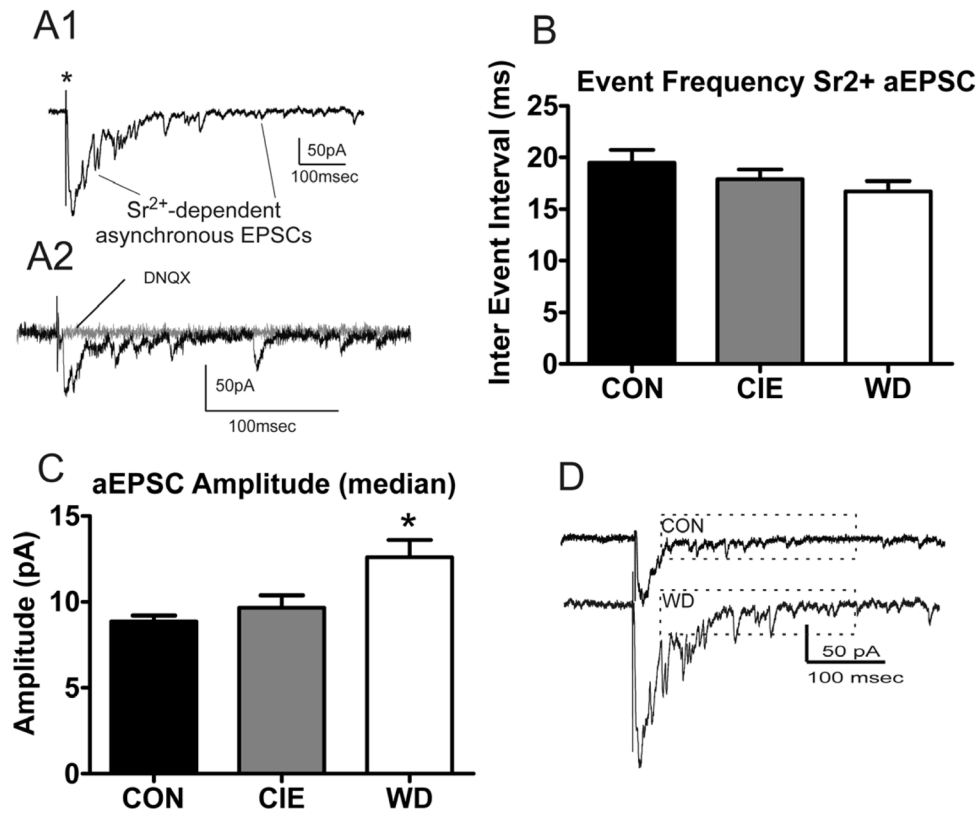 A1
*
50pA
100msec
Sr2+-dependent
asynchronous EPSCs
A2
DNQX
50pA
100msec
B
Event Frequency Sr2+ aEPSC
Inter Event Interval (ms)
25
20
15
10
5
0
CON CIE WD
C
aEPSC Amplitude (median)
Amplitude (pA)
15
10
5
0
*
CON CIE WD
D
CON
WD
50 pA
100 msec